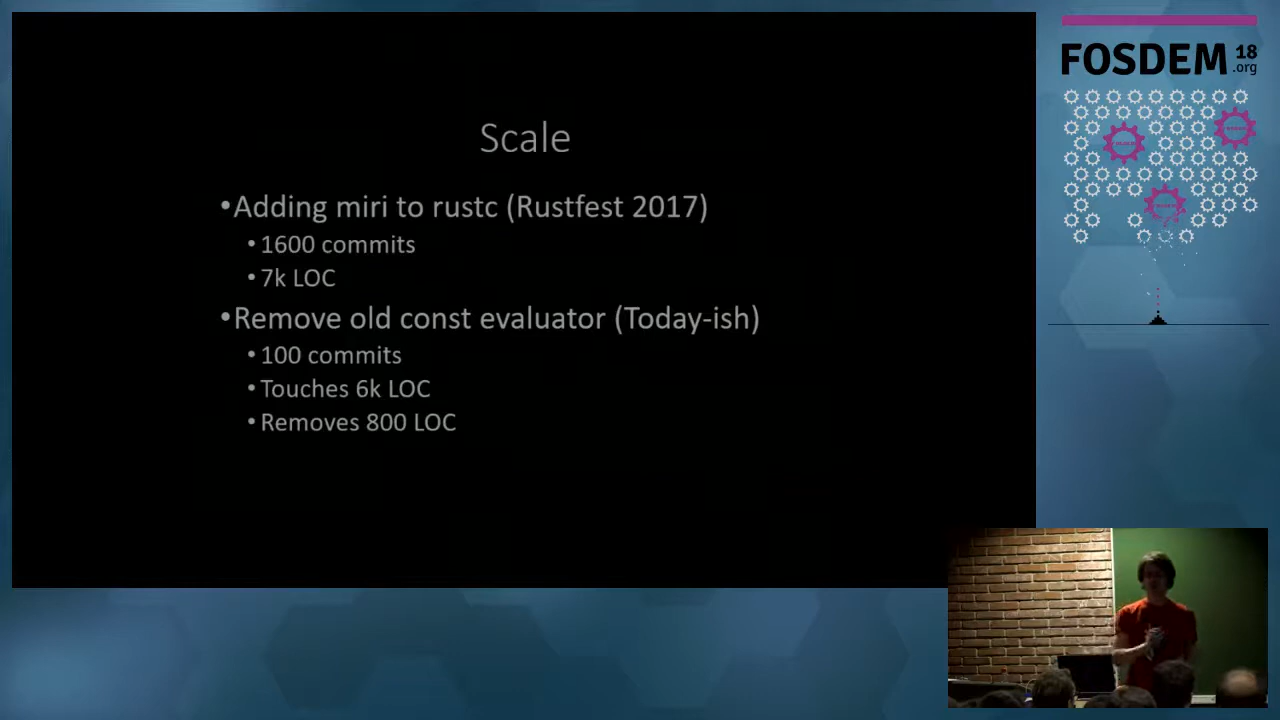 Scale
•Adding miri to rustc (Rustfest 2017)
•1600 commits
•7k LOC
•Remove old const evaluator (Today-ish)
•100 commits
•Touches 6k LOC
•Removes 800 LOC
FOSDEM 18
.org